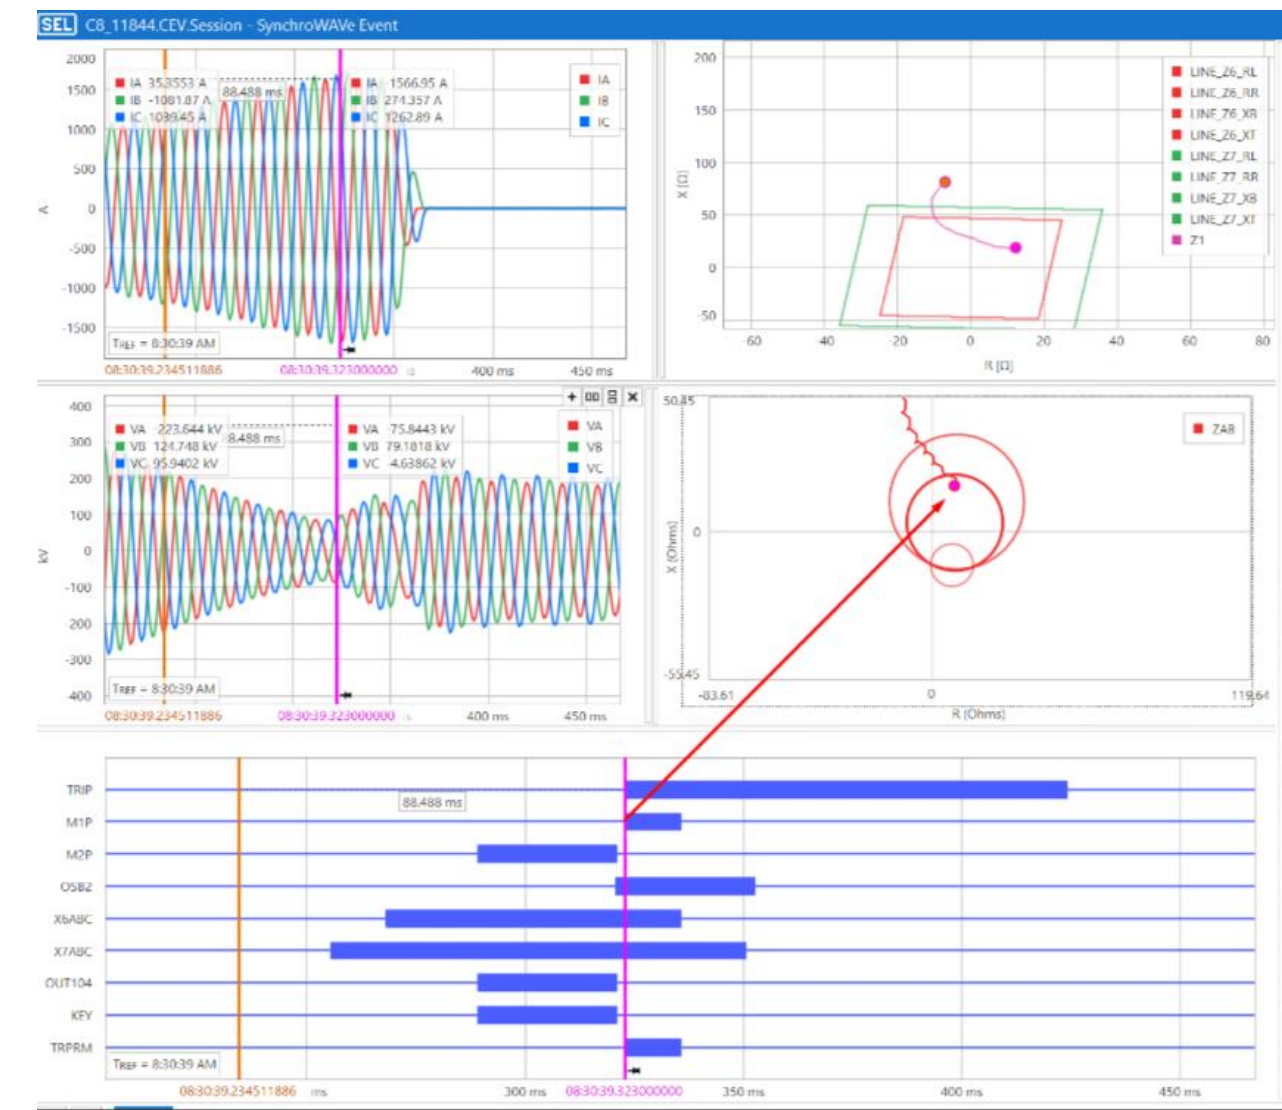 SEL C8_11844.CEV.Session - SynchroWAVe Event
2000
1500
1000
500
0
-500
-1000
-1500
A
IA 35.3553 A
IB -1081.87 A
IC 1039.45 A
88.488 ms
IA -1566.95 A
IB 274.357 A
IC 1262.89 A
IA
IB
IC
TREF = 8:30:39 AM
08:30:39.234511886
08:30:39.323000000
400 ms
450 ms
200
150
100
50
0
-50
X [Ω]
-60
40
-20
0
20
40
60
80
R [Ω]
LINE_Z6_RL
LINE_Z6_RR
LINE_Z6_XB
LINE_Z6_XT
LINE_Z7_RL
LINE_Z7_RR
LINE_Z7_XB
LINE_Z7_XT
Z1
400
300
200
100
0
-100
-200
-300
400
kV
VA -223.644 kV
VB 124.748 kV
VC 95.9402 kV
8.488 ms
VA -75.8443 kV
VB 79.1818 kV
VC -4.63862 kV
VA
VB
VC
TREF = 8:30:39 AM
08:30:39.234511886
08:30:39.323000000
s
400 ms
450 ms
50.45
0
-55.45
X (Ohms)
-83.61
0
119.64
R (Ohms)
ZAB
TRIP
88.488 ms
M1P
M2P
OSB2
X6ABC
X7ABC
OUT104
KEY
TRPRM
TREF = 8:30:39 AM
08:30:39.234511886
ms
300 ms
08:30:39.323000000
350 ms
400 ms
450 ms